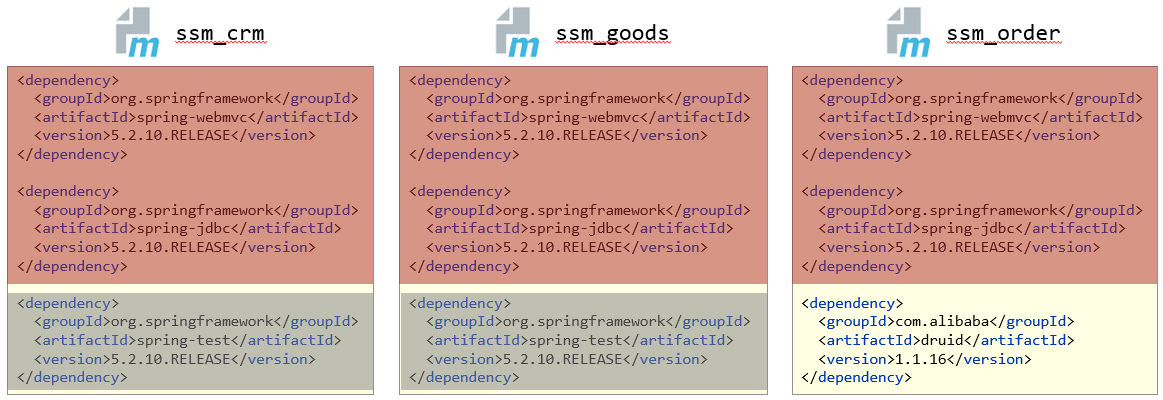 ssm_crm
<dependency>
<groupId>org.springframework</groupId>
<artifactId>spring-webmvc</artifactId>
<version>5.2.10.RELEASE</version>
</dependency>
<dependency>
<groupId>org.springframework</groupId>
<artifactId>spring-jdbc</artifactId>
<version>5.2.10.RELEASE</version>
</dependency>
<dependency>
<groupId>org.springframework</groupId>
<artifactId>spring-test</artifactId>
<version>5.2.10.RELEASE</version>
</dependency>
ssm_goods
<dependency>
<groupId>org.springframework</groupId>
<artifactId>spring-webmvc</artifactId>
<version>5.2.10.RELEASE</version>
</dependency>
<dependency>
<groupId>org.springframework</groupId>
<artifactId>spring-jdbc</artifactId>
<version>5.2.10.RELEASE</version>
</dependency>
<dependency>
<groupId>org.springframework</groupId>
<artifactId>spring-test</artifactId>
<version>5.2.10.RELEASE</version>
</dependency>
ssm_order
<dependency>
<groupId>org.springframework</groupId>
<artifactId>spring-webmvc</artifactId>
<version>5.2.10.RELEASE</version>
</dependency>
<dependency>
<groupId>org.springframework</groupId>
<artifactId>spring-jdbc</artifactId>
<version>5.2.10.RELEASE</version>
</dependency>
<dependency>
<groupId>com.alibaba</groupId>
<artifactId>druid</artifactId>
<version>1.1.16</version>
</dependency>